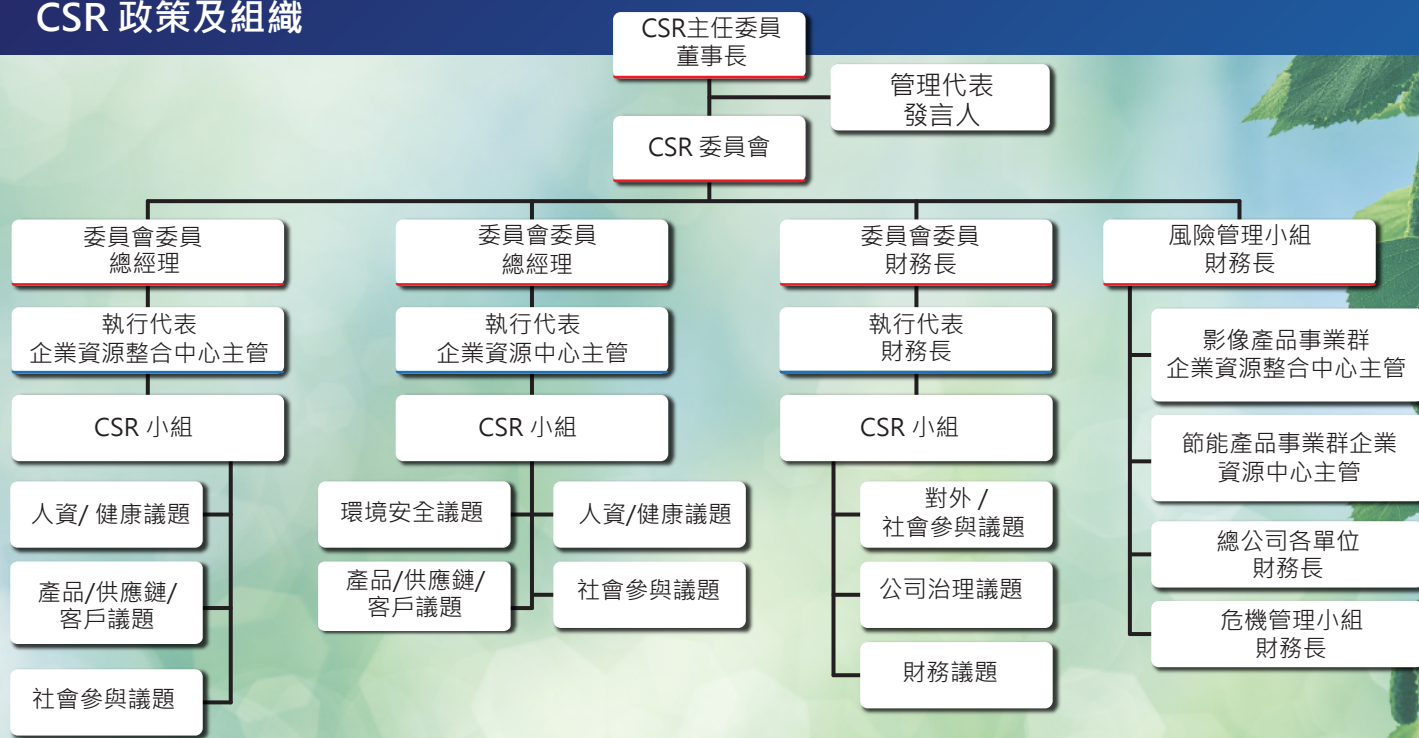 CSR 政策及組織
CSR主任委員
董事長
管理代表
發言人
CSR 委員會
委員會委員
總經理
委員會委員
總經理
委員會委員
財務長
風險管理小組
財務長
執行代表
企業資源整合中心主管
執行代表
企業資源中心主管
執行代表
財務長
影像產品事業群
企業資源整合中心主管
CSR 小組
CSR 小組
CSR 小組
節能產品事業群企業
資源中心主管
人資/ 健康議題
環境安全議題
人資/健康議題
對外 /
社會參與議題
總公司各單位
財務長
產品/供應鏈/
客戶議題
產品/供應鏈/
客戶議題
社會參與議題
公司治理議題
危機管理小組
財務長
社會參與議題
財務議題